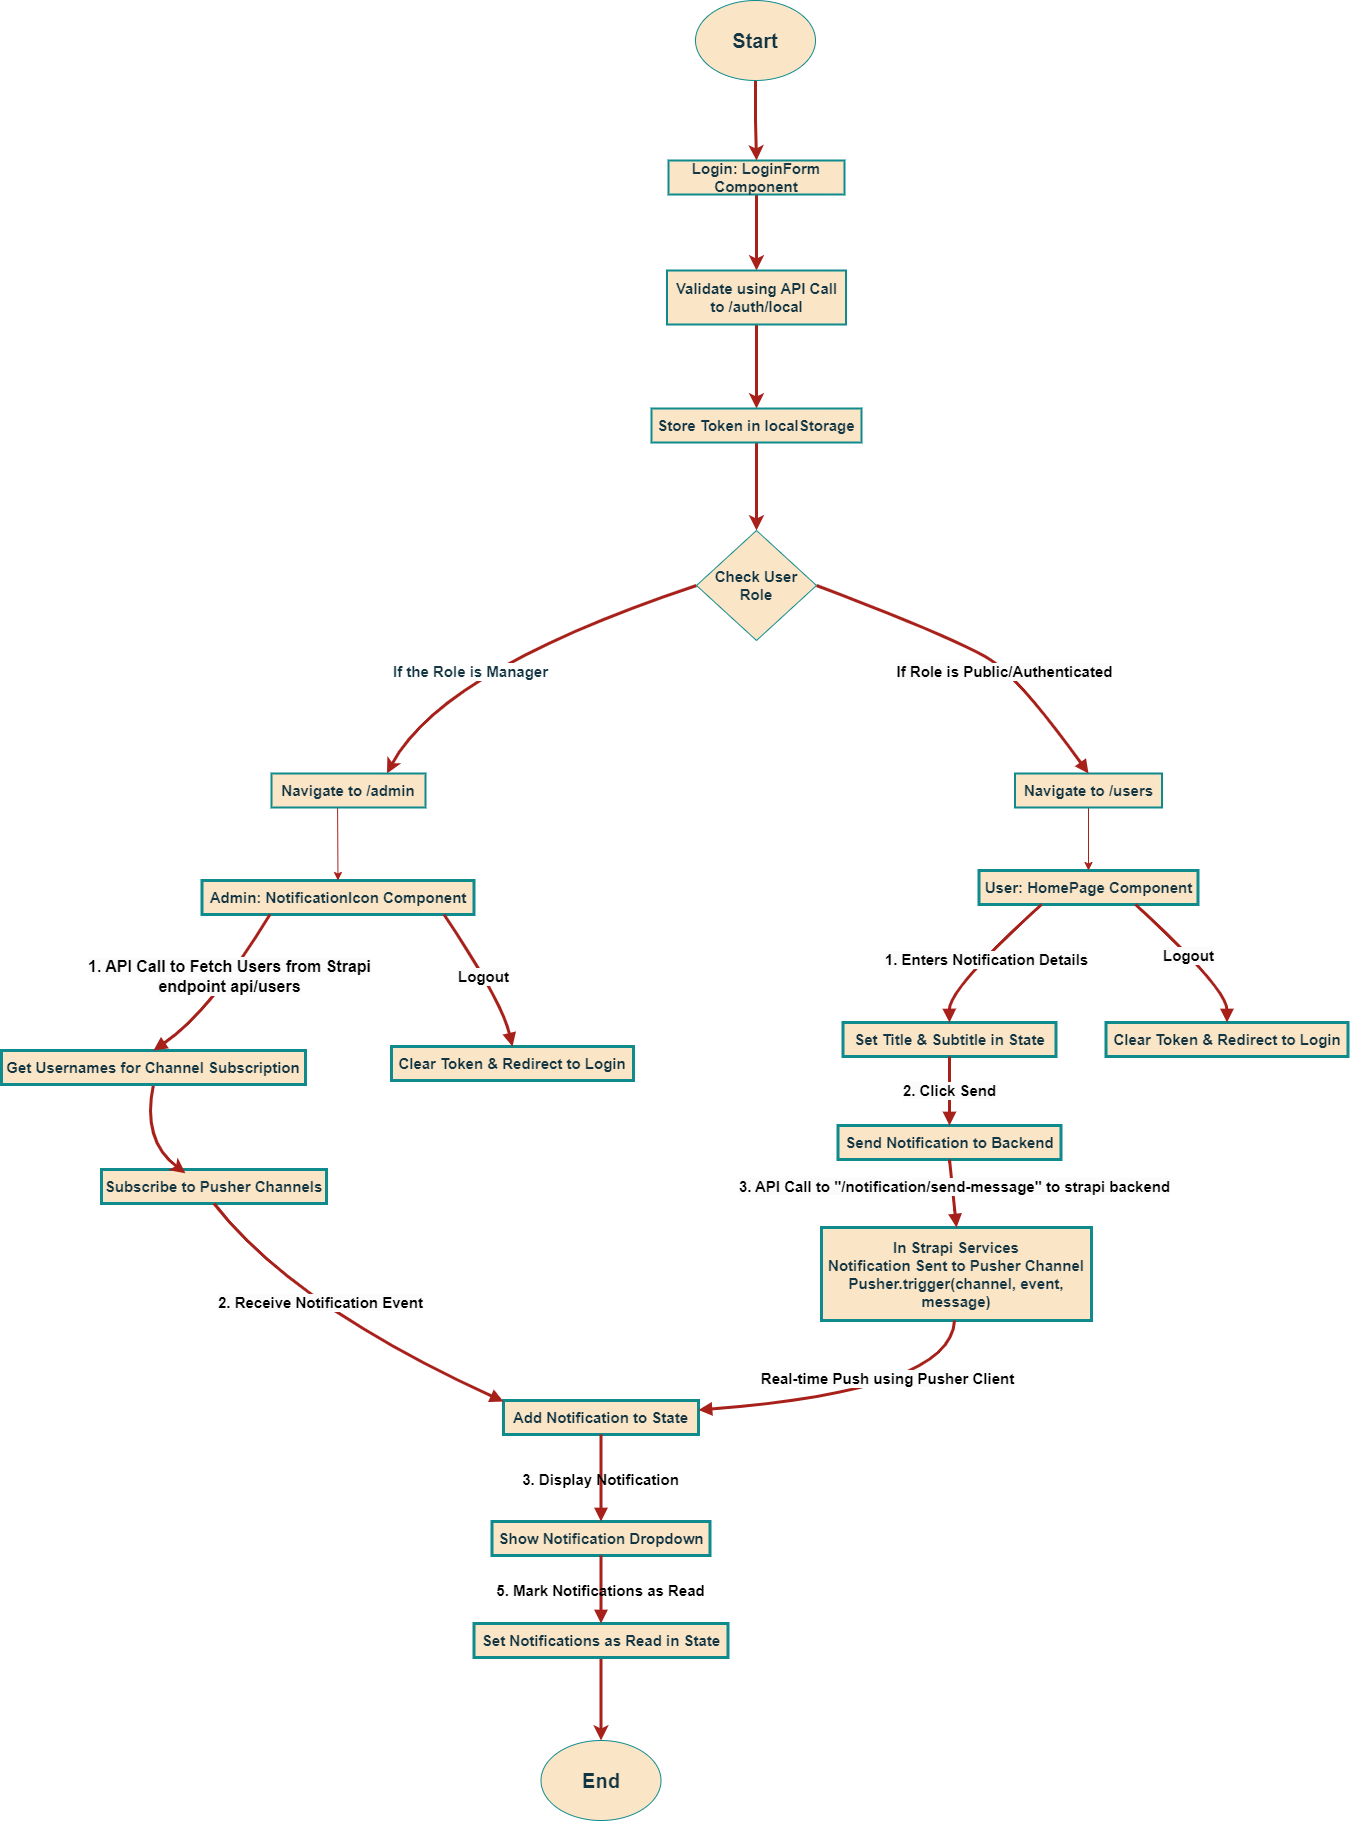 Start
Login: LoginForm
Component
Validate using API Call
to /auth/local
Store Token in localStorage
Check User
Role
If the Role is Manager
If Role is Public/Authenticated
Navigate to /admin
Navigate to /users
Admin: NotificationIcon Component
User: HomePage Component
1. API Call to Fetch Users from Strapi
endpoint api/users
Logout
1. Enters Notification Details
Logout
Get Usernames for Channel Subscription
Clear Token & Redirect to Login
Set Title & Subtitle in State
Clear Token & Redirect to Login
2. Click Send
Send Notification to Backend
Subscribe to Pusher Channels
3. API Call to "/notification/send-message" to strapi backend
In Strapi Services
Notification Sent to Pusher Channel
Pusher.trigger(channel, event,
message)
2. Receive Notification Event
Real-time Push using Pusher Client
Add Notification to State
3. Display Notification
Show Notification Dropdown
5. Mark Notifications as Read
Set Notifications as Read in State
End